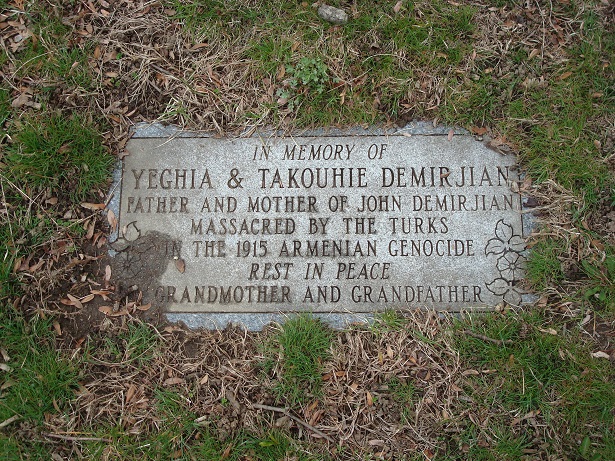 IN MEMORY OF
YEGHIA & TAKOUHIE DEMIRJIAN
FATHER AND MOTHER OF JOHN DEMIRJIAN
MASSACRED BY THE TURKS
IN THE 1915 ARMENIAN GENOCIDE
REST IN PEACE
GRANDMOTHER AND GRANDFATHER